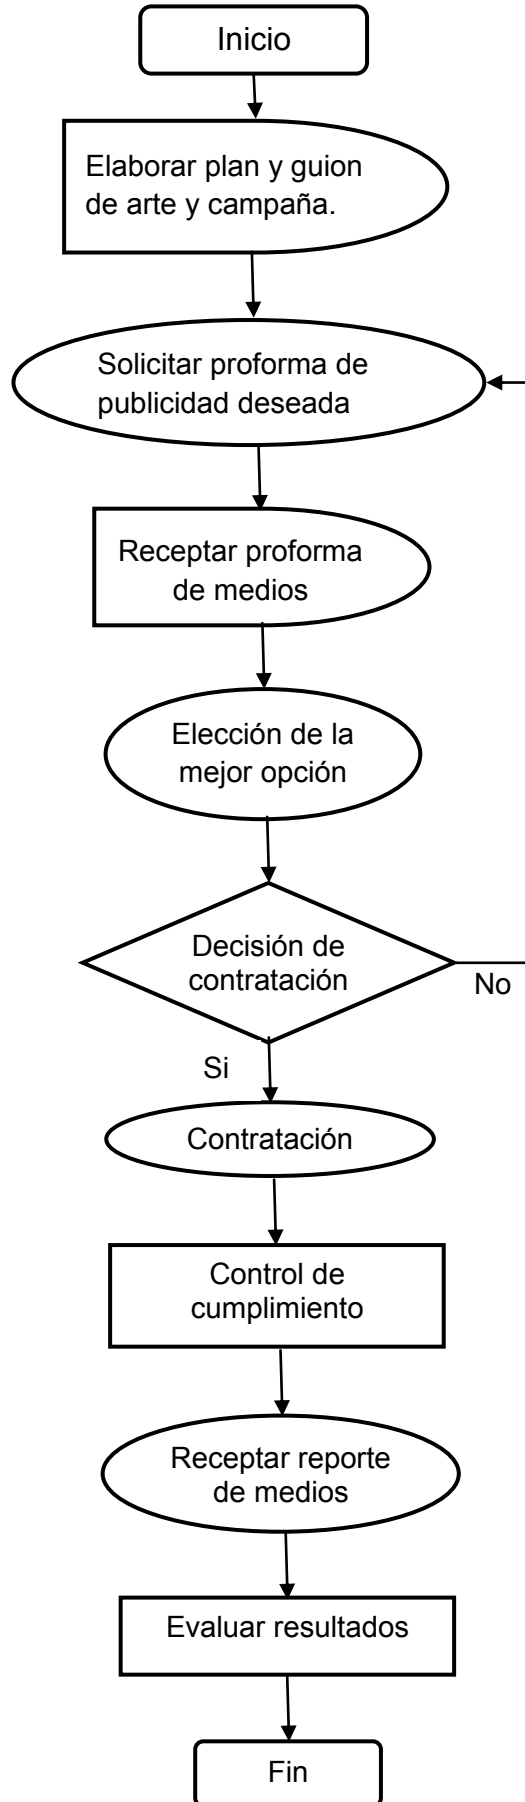 Inicio
Elaborar plan y guion
de arte y campaña.
Solicitar proforma de
publicidad deseada
Receptar proforma
de medios
Elección de la
mejor opción
Decisión de
contratación
No
Si
Contratación
Control de
cumplimiento
Receptar reporte
de medios
Evaluar resultados
Fin